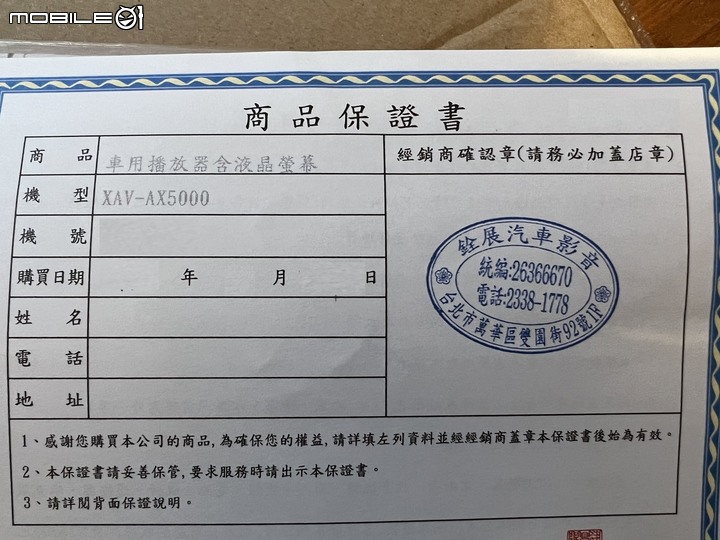 MOBILE01
商品保證書
商品 車用播放器含液晶螢幕
經銷商確認章(請務必加蓋店章)
機型 XAV-AX5000
機號
購買日期 年 月 日
姓名
電話
地址
銓展汽車影音
統編:26366670
電話:2338-1778
台北市萬華區雙園街92號1F
1、感謝您購買本公司的商品,為確保您的權益,請詳填左列資料並經經銷商蓋章本保證書後始為有效。
2、本保證書請妥善保管,要求服務時請出示本保證書。
3、請詳閱背面保證說明。